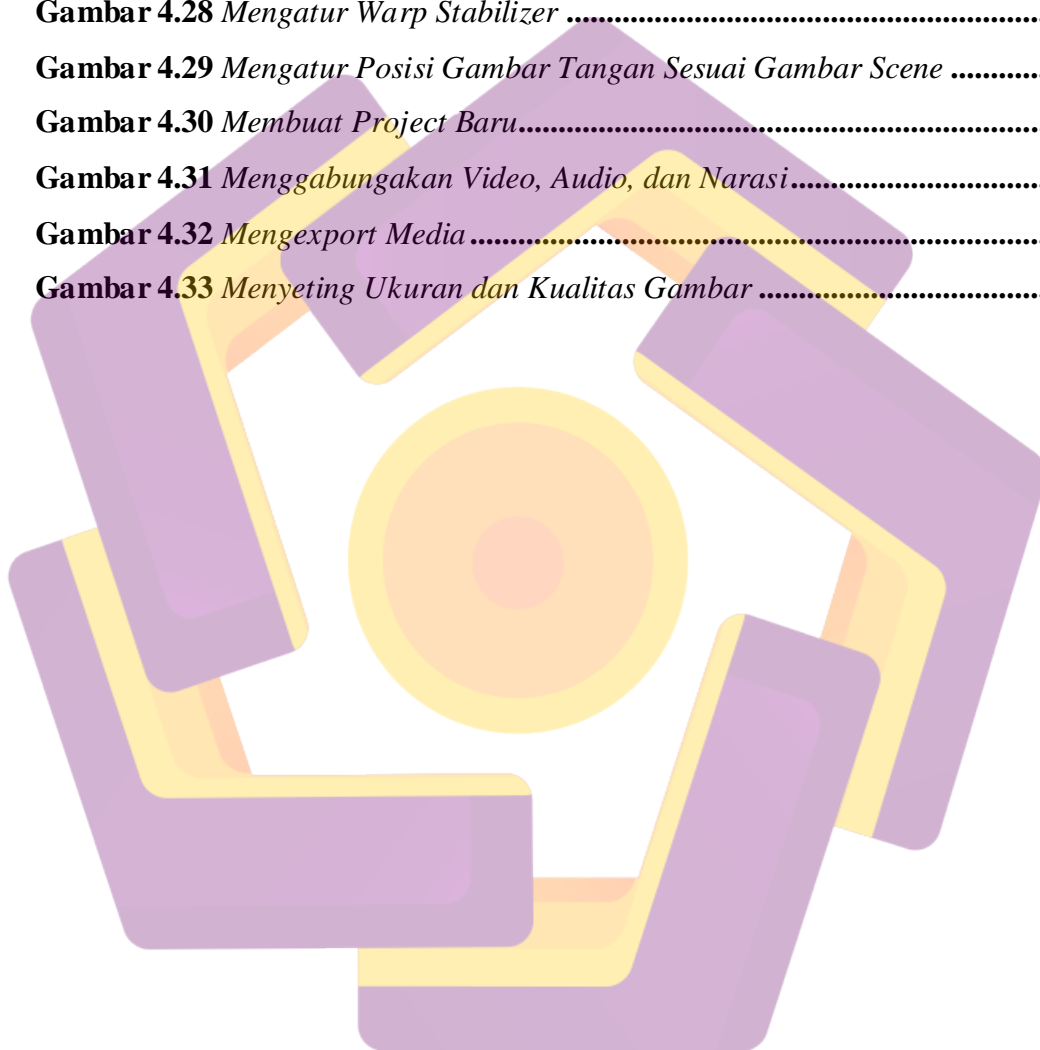 Gambar 4.28 Mengatur Warp Stabilizer ...........................................................
Gambar 4.29 Mengatur Posisi Gambar Tangan Sesuai Gambar Scene ...........
Gambar 4.30 Membuat Project Baru.................................................................
Gambar 4.31 Menggabungakan Video, Audio, dan Narasi...............................
Gambar 4.32 Mengexport Media.......................................................................
Gambar 4.33 Menyeting Ukuran dan Kualitas Gambar ...................................